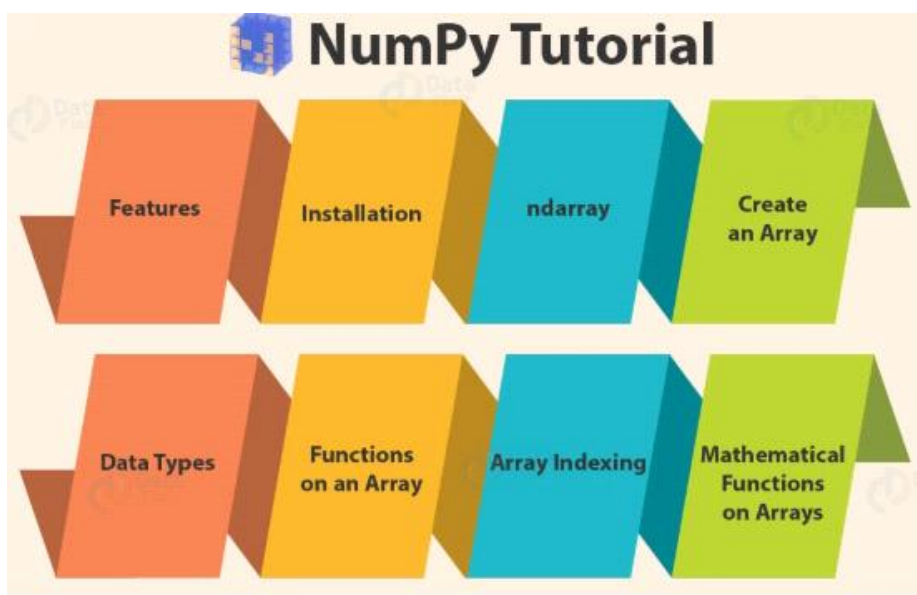 NumPy Tutorial
Features
Installation
ndarray
Create
an Array
Data Types
Functions
on an Array
Array Indexing
Mathematical
Functions
on Arrays